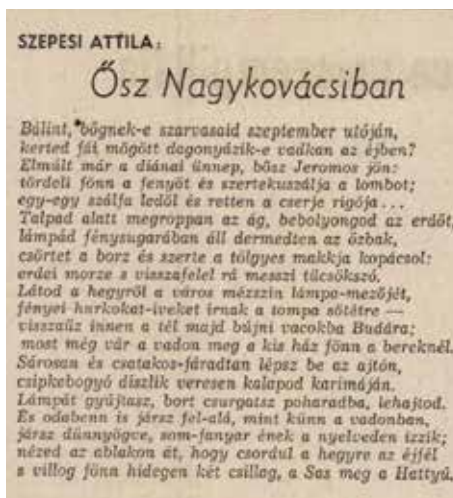 SZEPESI ATTILA:
Ősz Nagykovácsiban
Bálint, bőgnek-e szarvasaid szeptember utóján,
kerted fái mögött dagonyázik-e vadkan az éjben?
Elmúlt már a diánai ünnep, bősz Jeromos jön:
tördeli fönn a fenyőt és szertekuszálja a lombot;
egy-egy szálfa ledől és retten a cserje rigója...
Talpad alatt megroppan az ág, bebolyongod az erdőt,
lámpád fénysugarában áll dermedten az őzbak,
csörtet a borz és szerte a tölgyes makkja kopácsol:
erdei morze s visszafelel rá messzi tücsökszó.
Látod a hegyről a város mézszín lámpa-mezőjét,
fényei hurkokat-íveket írnak a tompa sötétre —
visszaűz innen a tél majd bújni vacokba Budára;
most még vár a vadon meg a kis ház fönn a bereknél.
Sárosan és csatakos-fáradtan lépsz be az ajtón,
csipkebogyó díszlik veresen kalapod karimáján.
Lámpát gyújtasz, bort csurgatsz poharadba, lehajtod.
És odabenn is jársz fel-alá, mint künn a vadonban,
jársz dünnyögve, som-fanyar ének a nyelveden izzik;
nézed az ablakon át, hogy csordul a hegyre az éjfél
s villog fönn hidegen két csillag, a Sas meg a Hattyú.